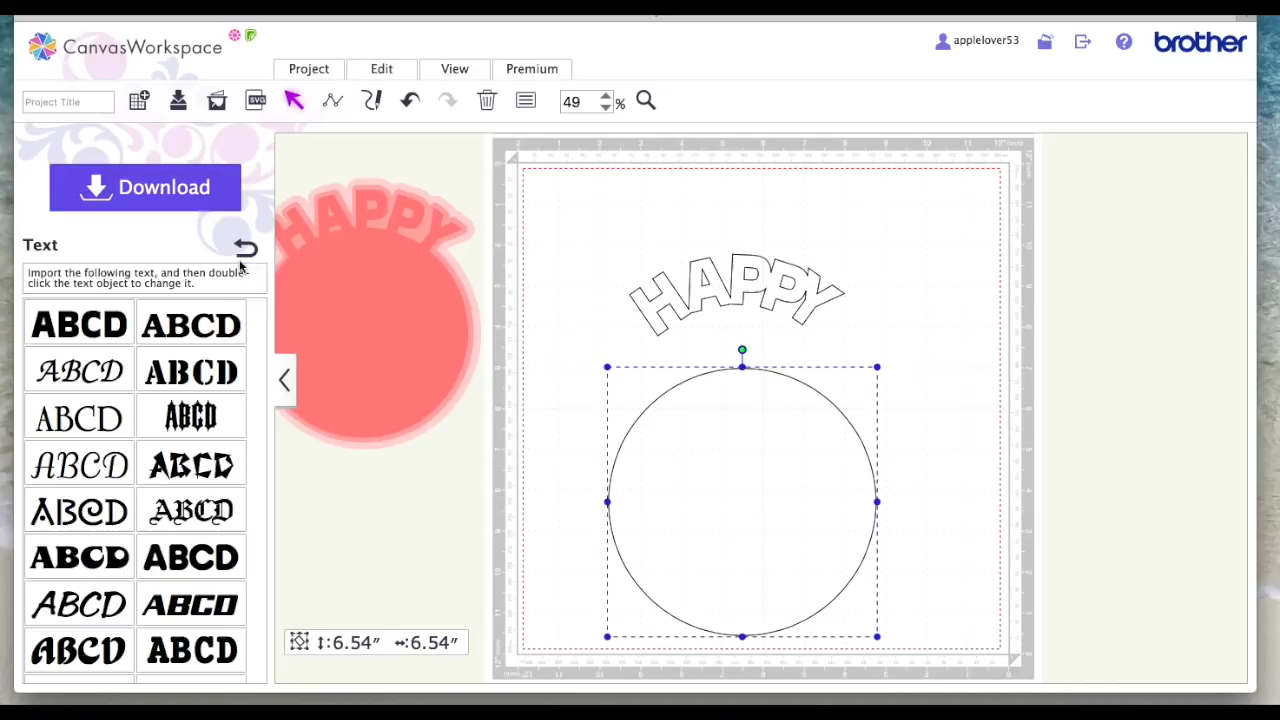 CanvasWorkspace
applelover53
brother
Project
Edit
View
Premium
Project Title
SVG
49
%
Download
Text
Import the following text, and then double-
click the text object to change it.
ABCD ABCD
ABCD ABCD
ABCD ABCD
ABCD ABCD
ABCD ABCD
ABCD ABCD
ABCD ABCD
ABCD ABCD
HAPPY
HAPPY
↕:6.54" ↔:6.54"